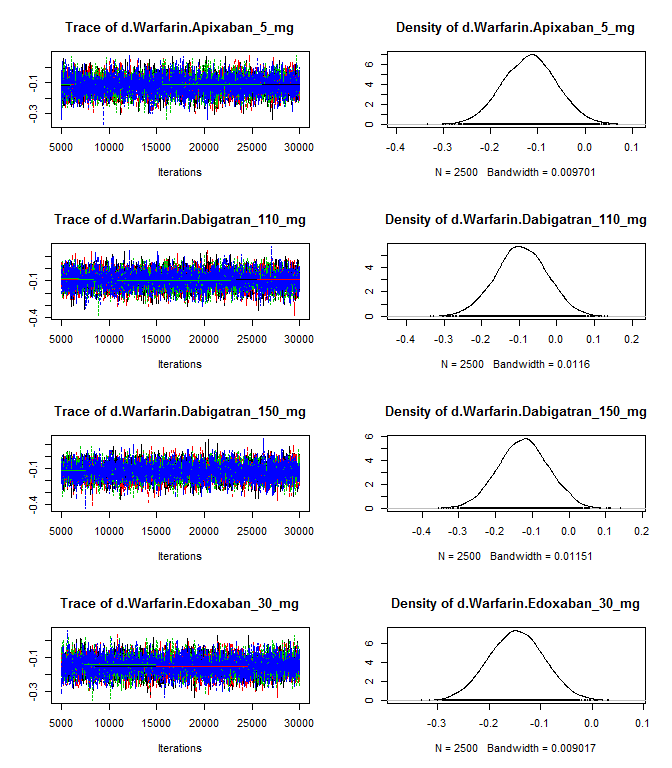 Trace of d.Warfarin.Apixaban_5_mg
-0.3 -0.1
5000 10000 15000 20000 25000 30000
Iterations
Density of d.Warfarin.Apixaban_5_mg
0 2 4 6
-0.4 -0.3 -0.2 -0.1 0.0 0.1
N = 2500 Bandwidth = 0.009701
Trace of d.Warfarin.Dabigatran_110_mg
-0.4 -0.1
5000 10000 15000 20000 25000 30000
Iterations
Density of d.Warfarin.Dabigatran_110_mg
0 2 4
-0.4 -0.3 -0.2 -0.1 0.0 0.1 0.2
N = 2500 Bandwidth = 0.0116
Trace of d.Warfarin.Dabigatran_150_mg
-0.4 -0.1
5000 10000 15000 20000 25000 30000
Iterations
Density of d.Warfarin.Dabigatran_150_mg
0 2 4 6
-0.4 -0.3 -0.2 -0.1 0.0 0.1 0.2
N = 2500 Bandwidth = 0.01151
Trace of d.Warfarin.Edoxaban_30_mg
-0.3 -0.1
5000 10000 15000 20000 25000 30000
Iterations
Density of d.Warfarin.Edoxaban_30_mg
0 2 4 6
-0.3 -0.2 -0.1 0.0 0.1
N = 2500 Bandwidth = 0.009017